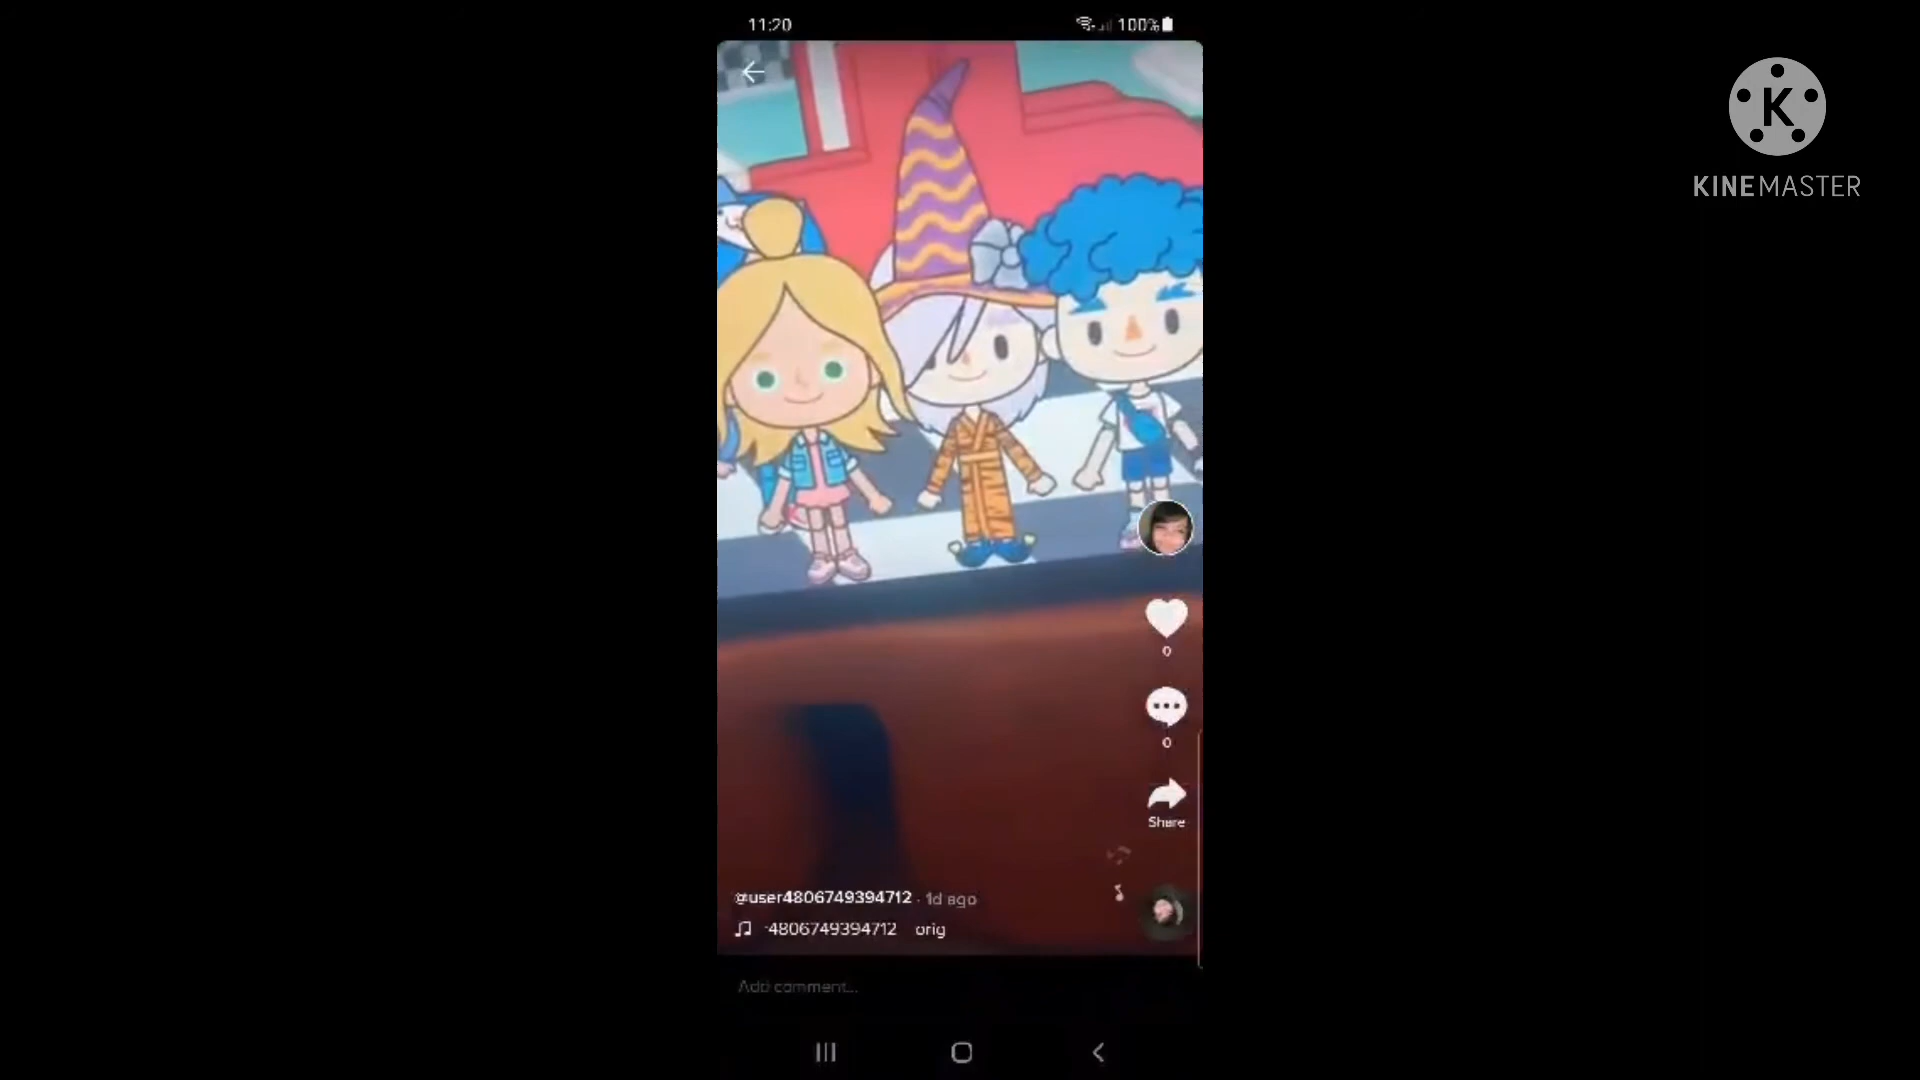 11:20
100%
K
KINEMASTER
0
0
Share
@user4806749394712 · 1d ago
4806749394712 orig
Add comment...